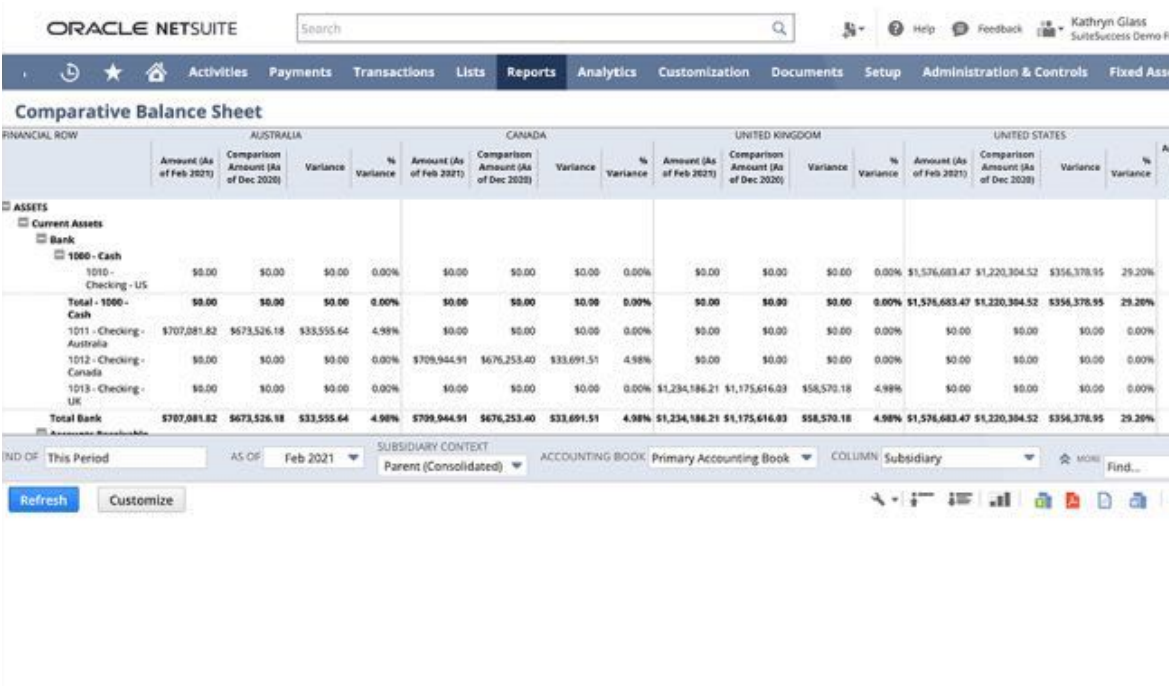 ORACLE NETSUITE
Search
Help
Feedback
Kathryn Glass
SuiteSuccess Demo
Activities Payments Transactions Lists Reports Analytics Customization Documents Setup Administration & Controls Fixed
Comparative Balance Sheet
FINANCIAL ROW AUSTRALIA CANADA UNITED KINGDOM UNITED STATES
Amount (As of Feb 2021) Comparison Amount (As of Dec 2020) Variance % Variance Amount (As of Feb 2021) Comparison Amount (As of Dec 2020) Variance % Variance Amount (As of Feb 2021) Comparison Amount (As of Dec 2020) Variance % Variance Amount (As of Feb 2021) Comparison Amount (As of Dec 2020) Variance % Variance
ASSETS
Current Assets
Bank
1000 - Cash
1010 - Checking - US $0.00 $0.00 $0.00 0.00% $0.00 $0.00 $0.00 0.00% $0.00 $0.00 $0.00 0.00% $1,576,683.47 $1,220,304.52 $356,378.95 29.20%
Total - 1000 - Cash $0.00 $0.00 $0.00 0.00% $0.00 $0.00 $0.00 0.00% $0.00 $0.00 $0.00 0.00% $1,576,683.47 $1,220,304.52 $356,378.95 29.20%
1011 - Checking - Australia $707,081.82 $673,526.18 $33,555.64 4.98% $0.00 $0.00 $0.00 0.00% $0.00 $0.00 $0.00 0.00% $0.00 $0.00 $0.00 0.00%
1012 - Checking - Canada $0.00 $0.00 $0.00 0.00% $709,944.91 $676,253.40 $33,691.51 4.98% $0.00 $0.00 $0.00 0.00% $0.00 $0.00 $0.00 0.00%
1013 - Checking - UK $0.00 $0.00 $0.00 0.00% $0.00 $0.00 $0.00 0.00% $1,234,186.21 $1,175,616.03 $58,570.18 4.98% $0.00 $0.00 $0.00 0.00%
Total Bank $707,081.82 $673,526.18 $33,555.64 4.98% $709,944.91 $676,253.40 $33,691.51 4.98% $1,234,186.21 $1,175,616.03 $58,570.18 4.98% $1,576,683.47 $1,220,304.52 $356,378.95 29.20%
This Period AS OF Feb 2021 SUBSIDIARY CONTEXT Parent (Consolidated) ACCOUNTING BOOK Primary Accounting Book COLUMN Subsidiary MORE Find...
Refresh Customize